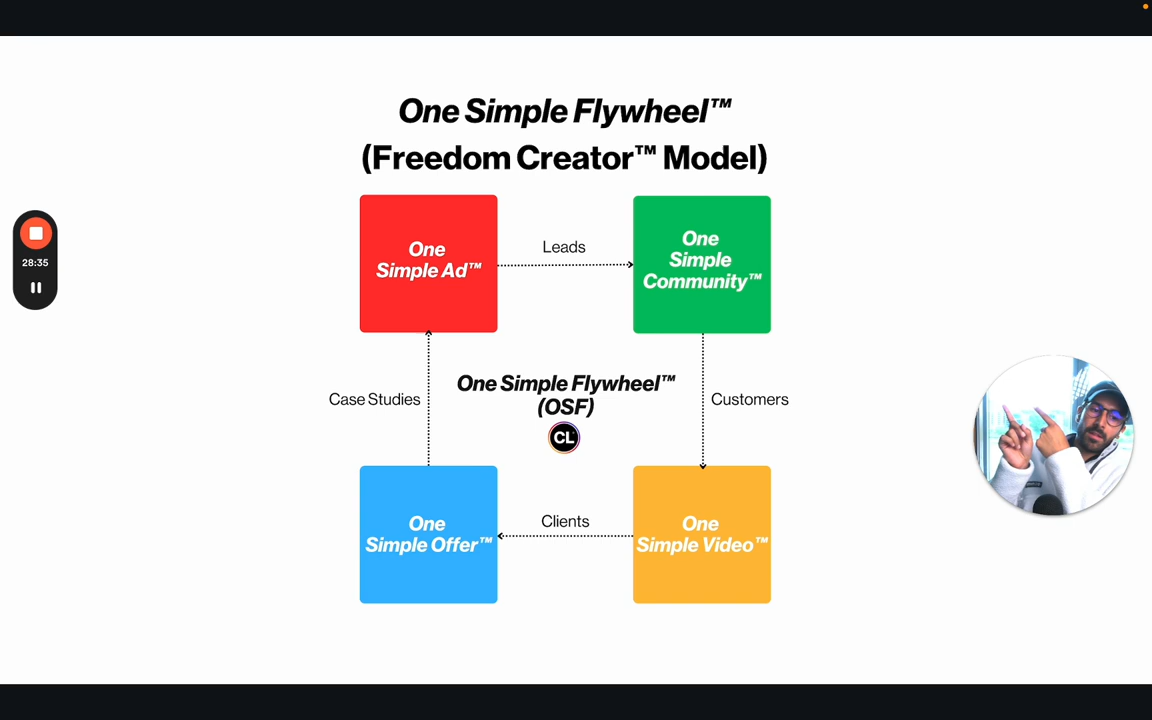 One Simple Flywheel™
(Freedom Creator™ Model)
One
Simple Ad™
Leads
One
Simple
Community™
28:35
Case Studies
One Simple Flywheel™
(OSF)
CL
Customers
One
Simple Offer™
Clients
One
Simple Video™